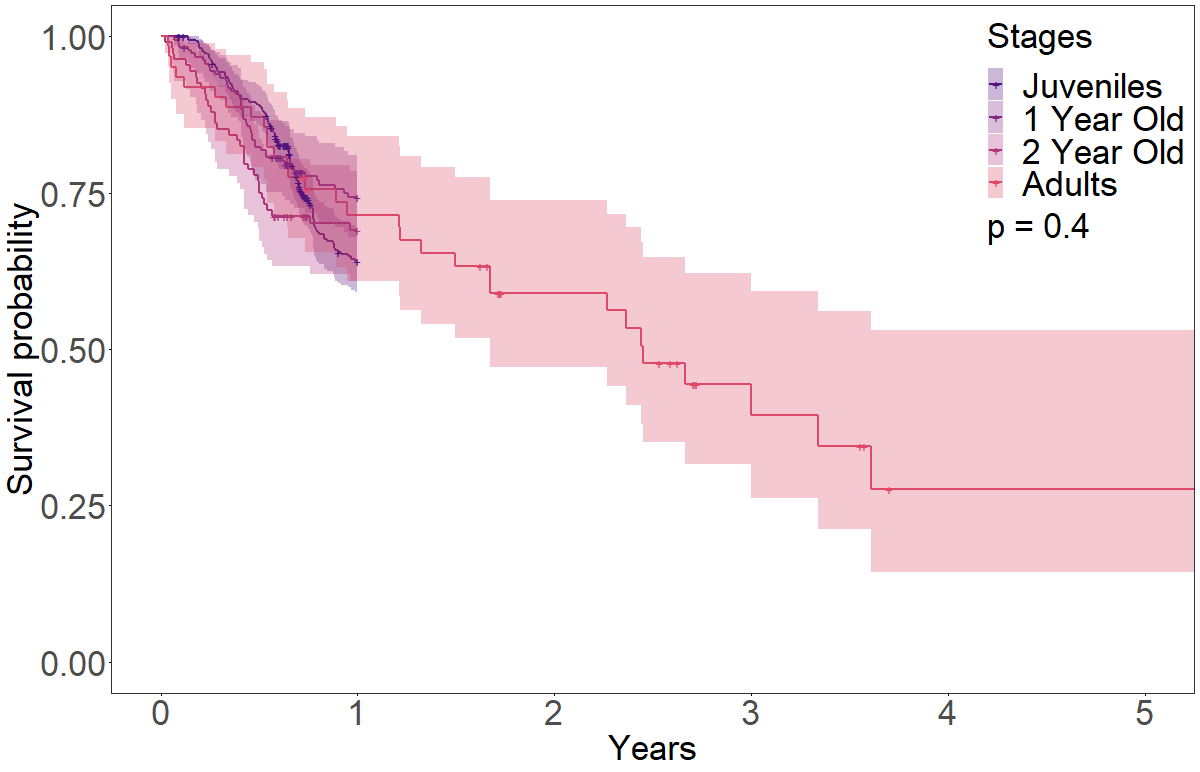 Stages
Juveniles
1 Year Old
2 Year Old
Adults
p = 0.4
Survival probability
1.00
0.75
0.50
0.25
0.00
0 1 2 3 4 5
Years